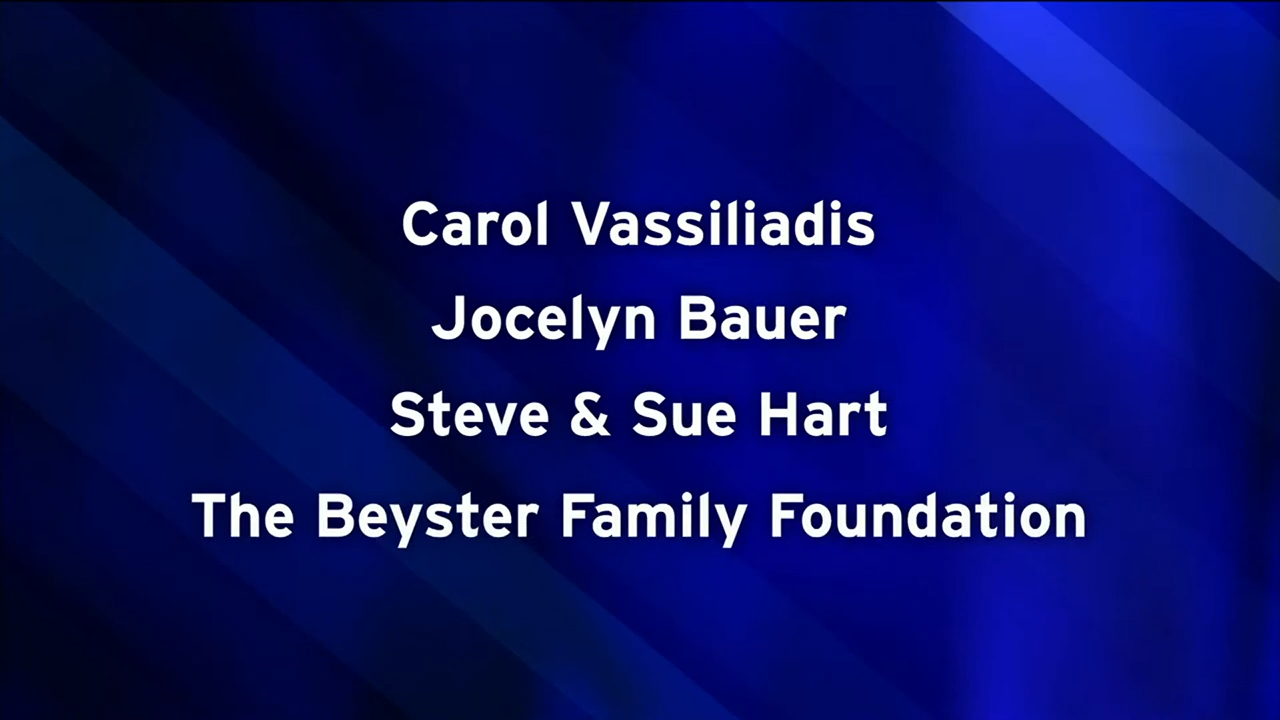 Carol Vassiliadis
Jocelyn Bauer
Steve & Sue Hart
The Beyster Family Foundation